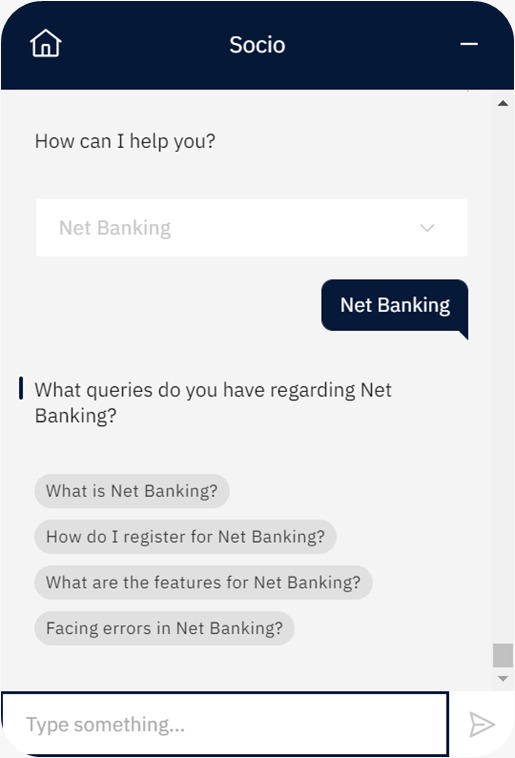 Socio
How can I help you?
Net Banking
Net Banking
What queries do you have regarding Net
Banking?
What is Net Banking?
How do I register for Net Banking?
What are the features for Net Banking?
Facing errors in Net Banking?
Type something...